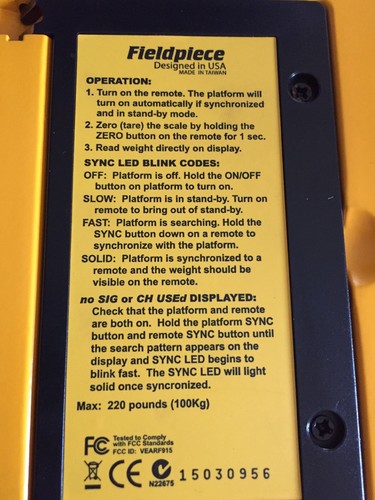 Fieldpiece
Designed in USA
MADE IN TAIWAN
OPERATION:
1. Turn on the remote. The platform will
turn on automatically if synchronized
and in stand-by mode.
2. Zero (tare) the scale by holding the
ZERO button on the remote for 1 sec.
3. Read weight directly on display.
SYNC LED BLINK CODES:
OFF: Platform is off. Hold the ON/OFF
button on platform to turn on.
SLOW: Platform is in stand-by. Turn on
remote to bring out of stand-by.
FAST: Platform is searching. Hold the
SYNC button down on a remote to
synchronize with the platform.
SOLID: Platform is synchronized to a
remote and the weight should be
visible on the remote.
no SIG or CH USEd DISPLAYED:
Check that the platform and remote
are both on. Hold the platform SYNC
button and remote SYNC button until
the search pattern appears on the
display and SYNC LED begins to
blink fast. The SYNC LED will light
solid once syncronized.
Max: 220 pounds (100Kg)
FC Tested to Comply
with FCC Standards
FCC ID: VEARF915
CE N22675 15030956